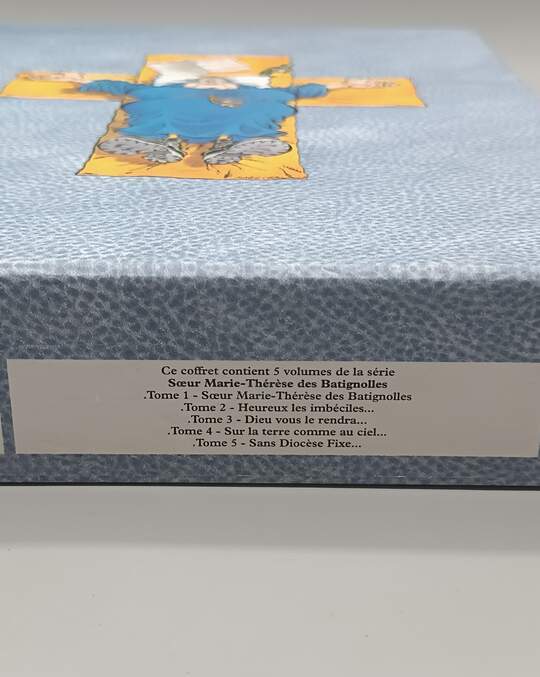 Ce coffret contient 5 volumes de la série
Sœur Marie-Thérèse des Batignolles
.Tome 1 - Sœur Marie-Thérèse des Batignolles
.Tome 2 - Heureux les imbéciles...
.Tome 3 - Dieu vous le rendra...
.Tome 4 - Sur la terre comme au ciel...
.Tome 5 - Sans Diocèse Fixe...